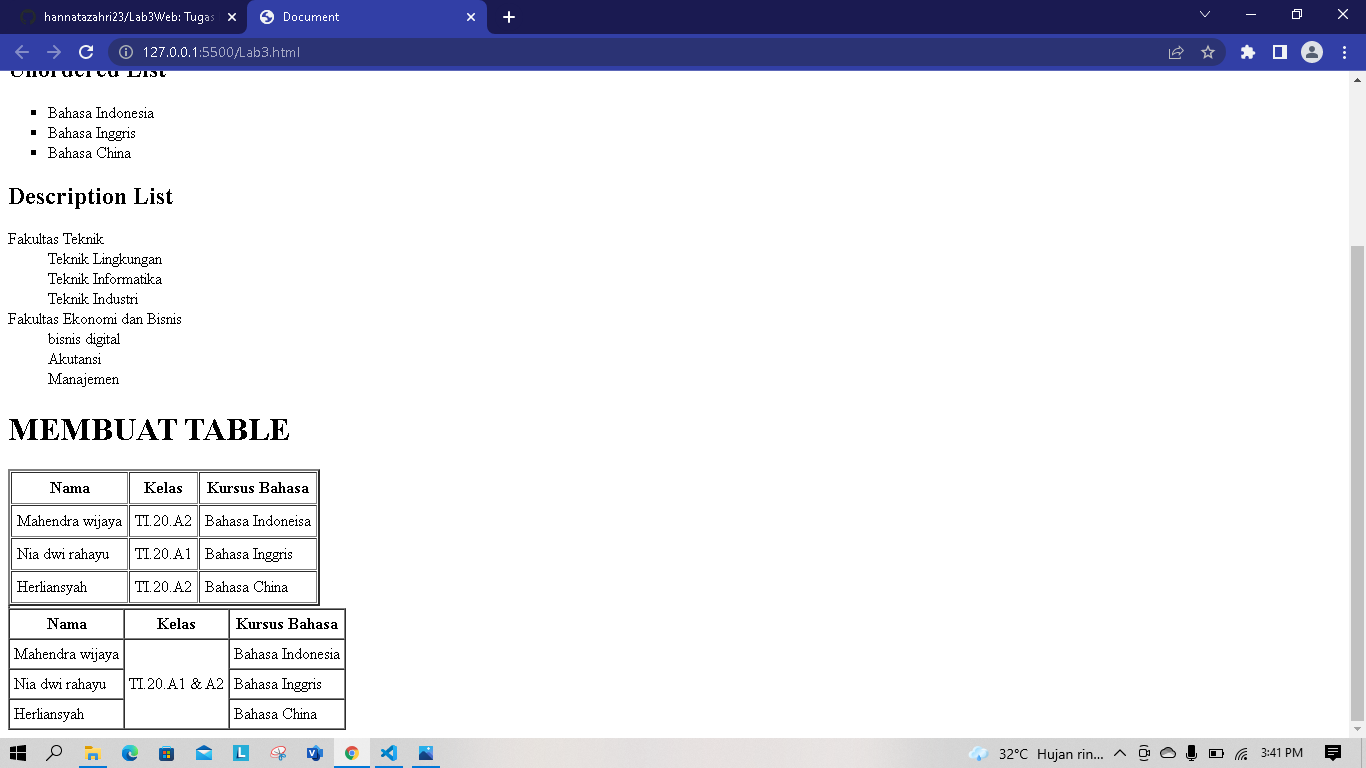 hannatazahri23/Lab3Web: Tugas
Document
127.0.0.1:5500/Lab3.html
Unordered List
Bahasa Indonesia
Bahasa Inggris
Bahasa China
Description List
Fakultas Teknik
Teknik Lingkungan
Teknik Informatika
Teknik Industri
Fakultas Ekonomi dan Bisnis
bisnis digital
Akutansi
Manajemen
MEMBUAT TABLE
Nama Kelas Kursus Bahasa
Mahendra wijaya TI.20.A2 Bahasa Indoneisa
Nia dwi rahayu TI.20.A1 Bahasa Inggris
Herliansyah TI.20.A2 Bahasa China
Nama Kelas Kursus Bahasa
Mahendra wijaya Bahasa Indonesia
Nia dwi rahayu TI.20.A1 & A2 Bahasa Inggris
Herliansyah Bahasa China
32°C Hujan rin... 3:41 PM